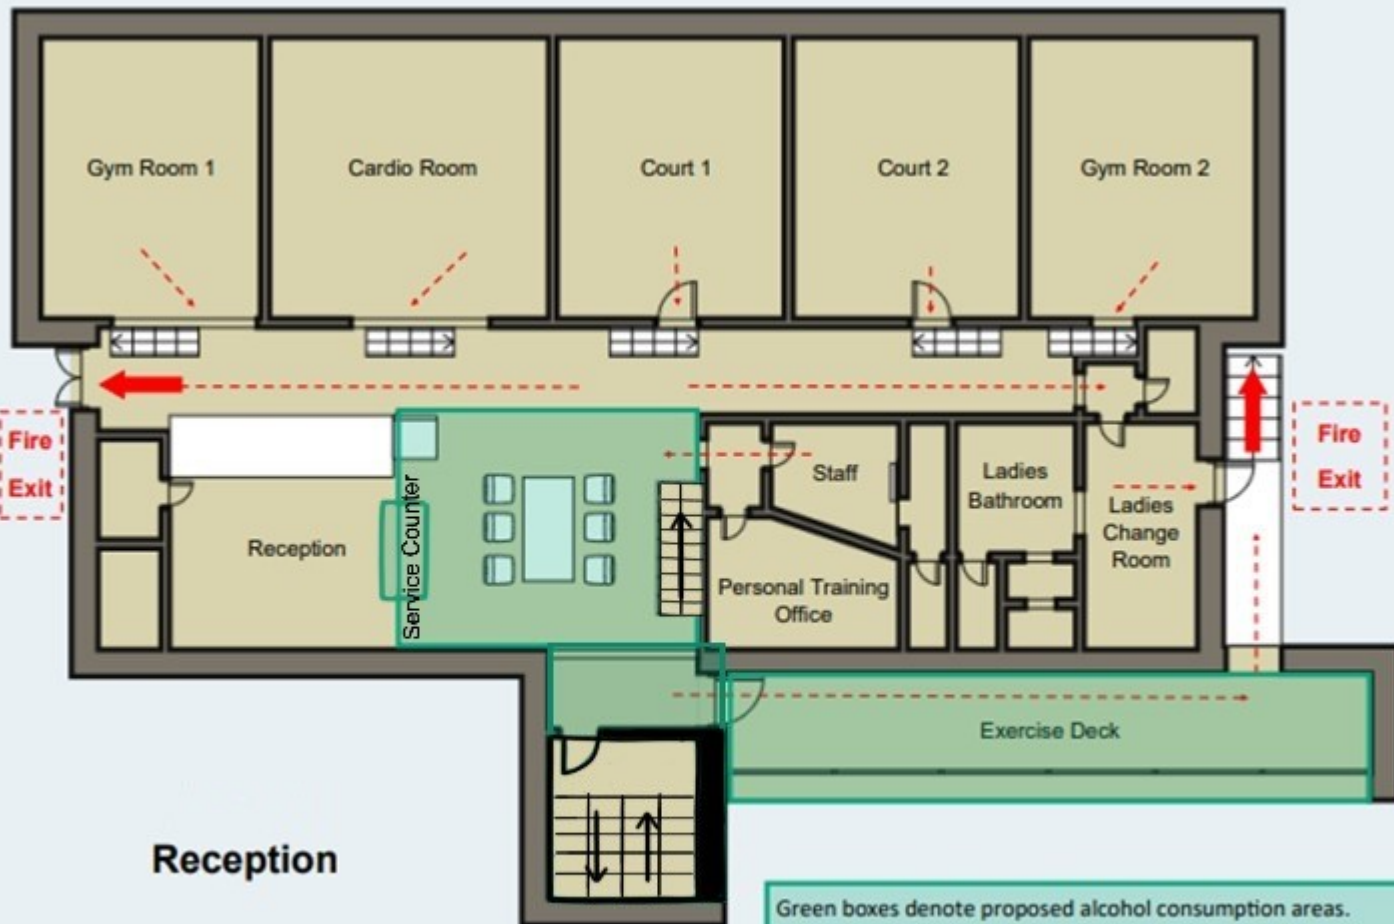 Gym Room 1
Cardio Room
Court 1
Court 2
Gym Room 2
Fire
Exit
Fire
Exit
Service Counter
Reception
Staff
Ladies
Bathroom
Ladies
Change
Room
Personal Training
Office
Exercise Deck
Reception
Green boxes denote proposed alcohol consumption areas.